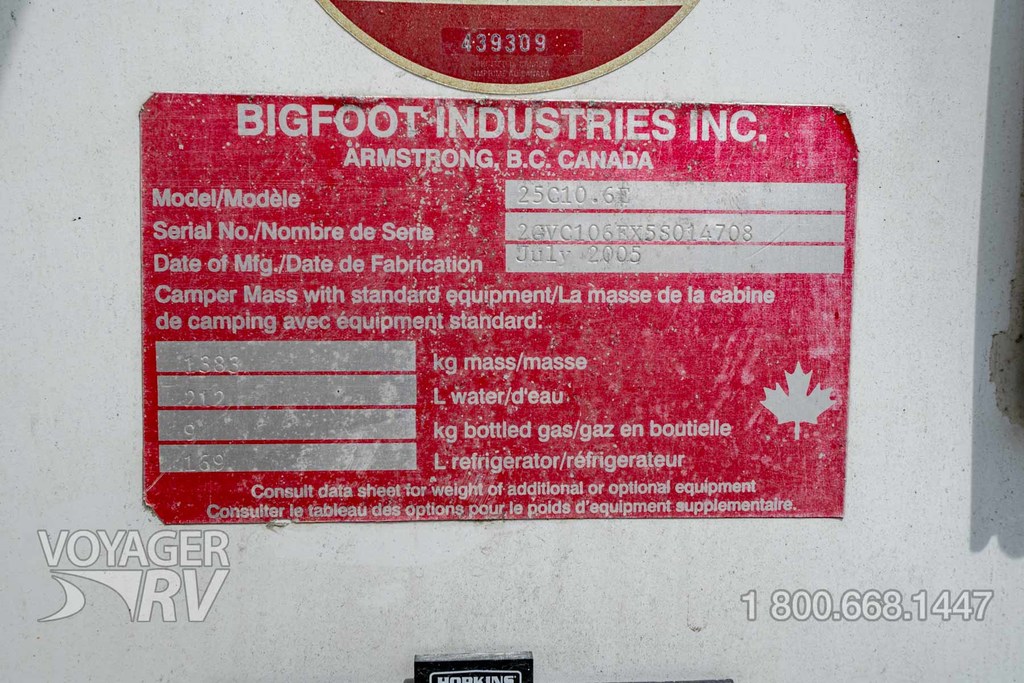 439309
BIGFOOT INDUSTRIES INC.
ARMSTRONG, B.C. CANADA
Model/Modèle 25C10.6E
Serial No./Nombre de Serie 2GVC106EX5S014708
Date of Mfg./Date de Fabrication July 2005
Camper Mass with standard equipment/La masse de la cabine
de camping avec équipment standard:
1383 kg mass/masse
212 L water/d'eau
9 kg bottled gas/gaz en boutielle
169 L refrigerator/réfrigerateur
Consult data sheet for weight of additional or optional equipment
Consulter le tableau des options pour le poids d'equipment supplementaire.
VOYAGER
RV
1 800.668.1447
HOPKINS